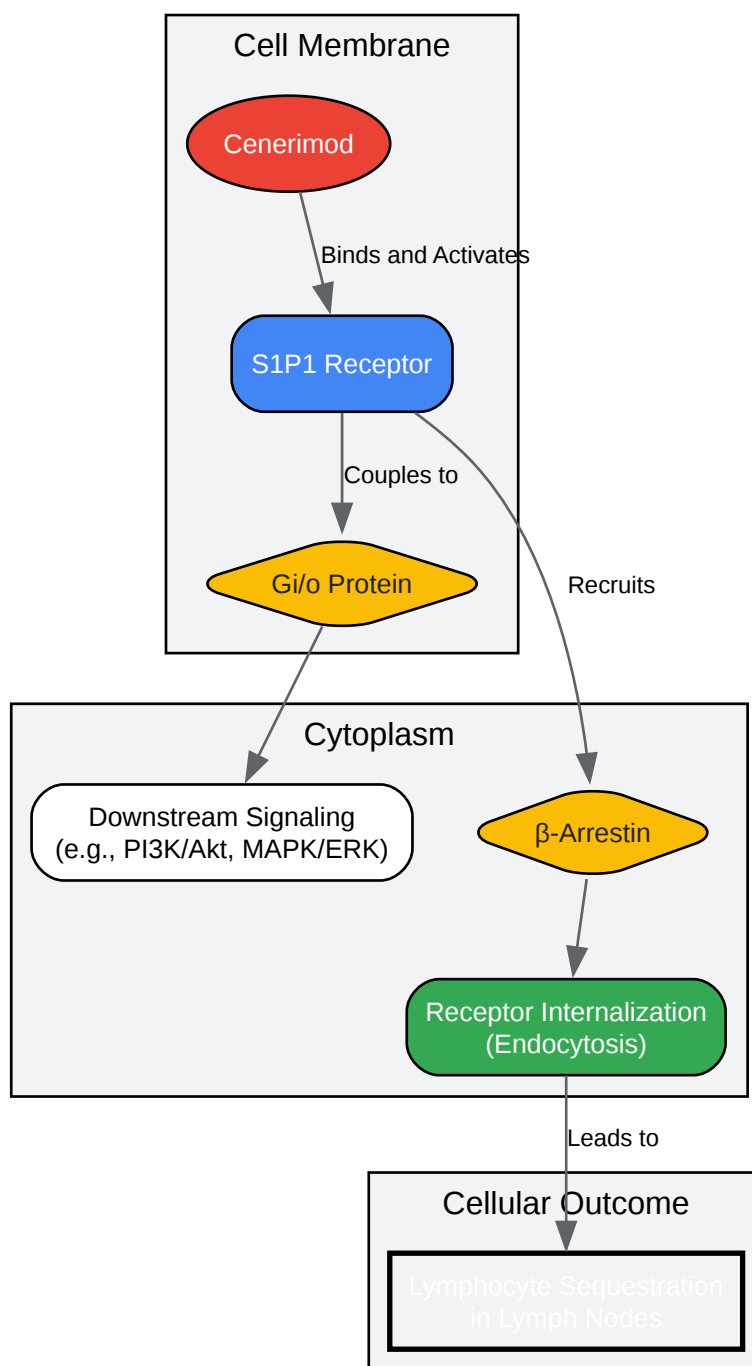 Cell Membrane
Cenerimod
Binds and Activates
S1P1 Receptor
Couples to
Gi/o Protein
Recruits
Cytoplasm
Downstream Signaling
(e.g., PI3K/Akt, MAPK/ERK)
β-Arrestin
Receptor Internalization
(Endocytosis)
Leads to
Cellular Outcome
Lymphocyte Sequestration
in Lymph Nodes